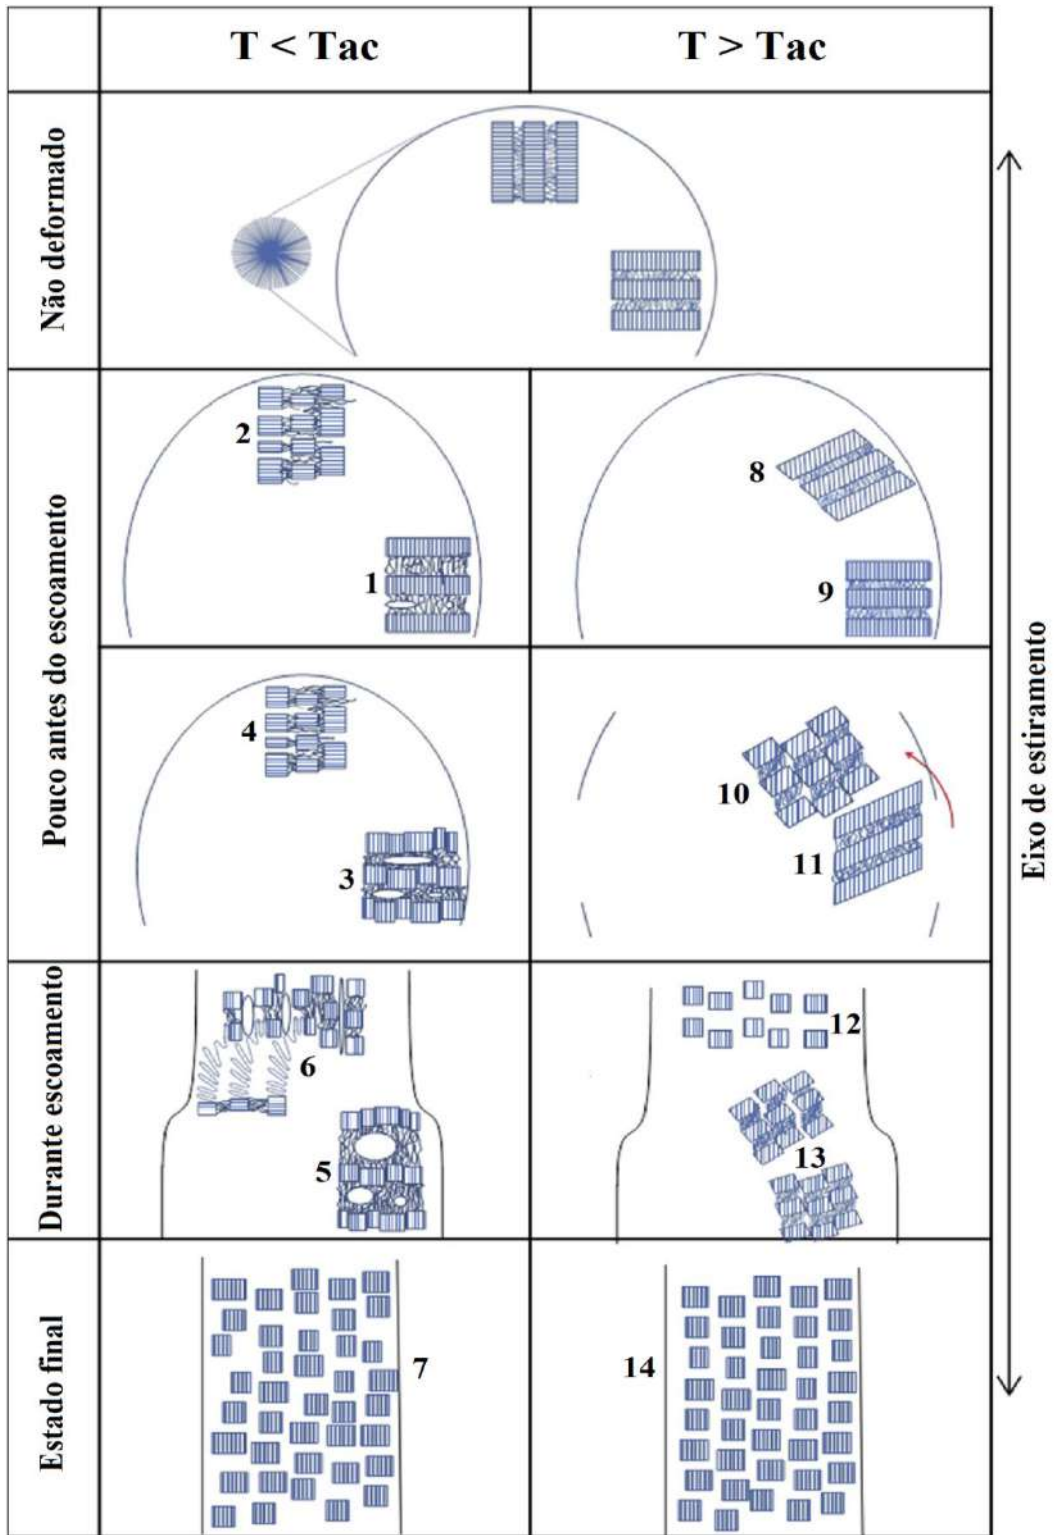 T < Tac
T > Tac
Não deformado
2
1
8
9
Pouco antes do escoamento
4
3
10
11
Durante escoamento
6
5
12
13
Estado final
7
14
Eixo de estiramento